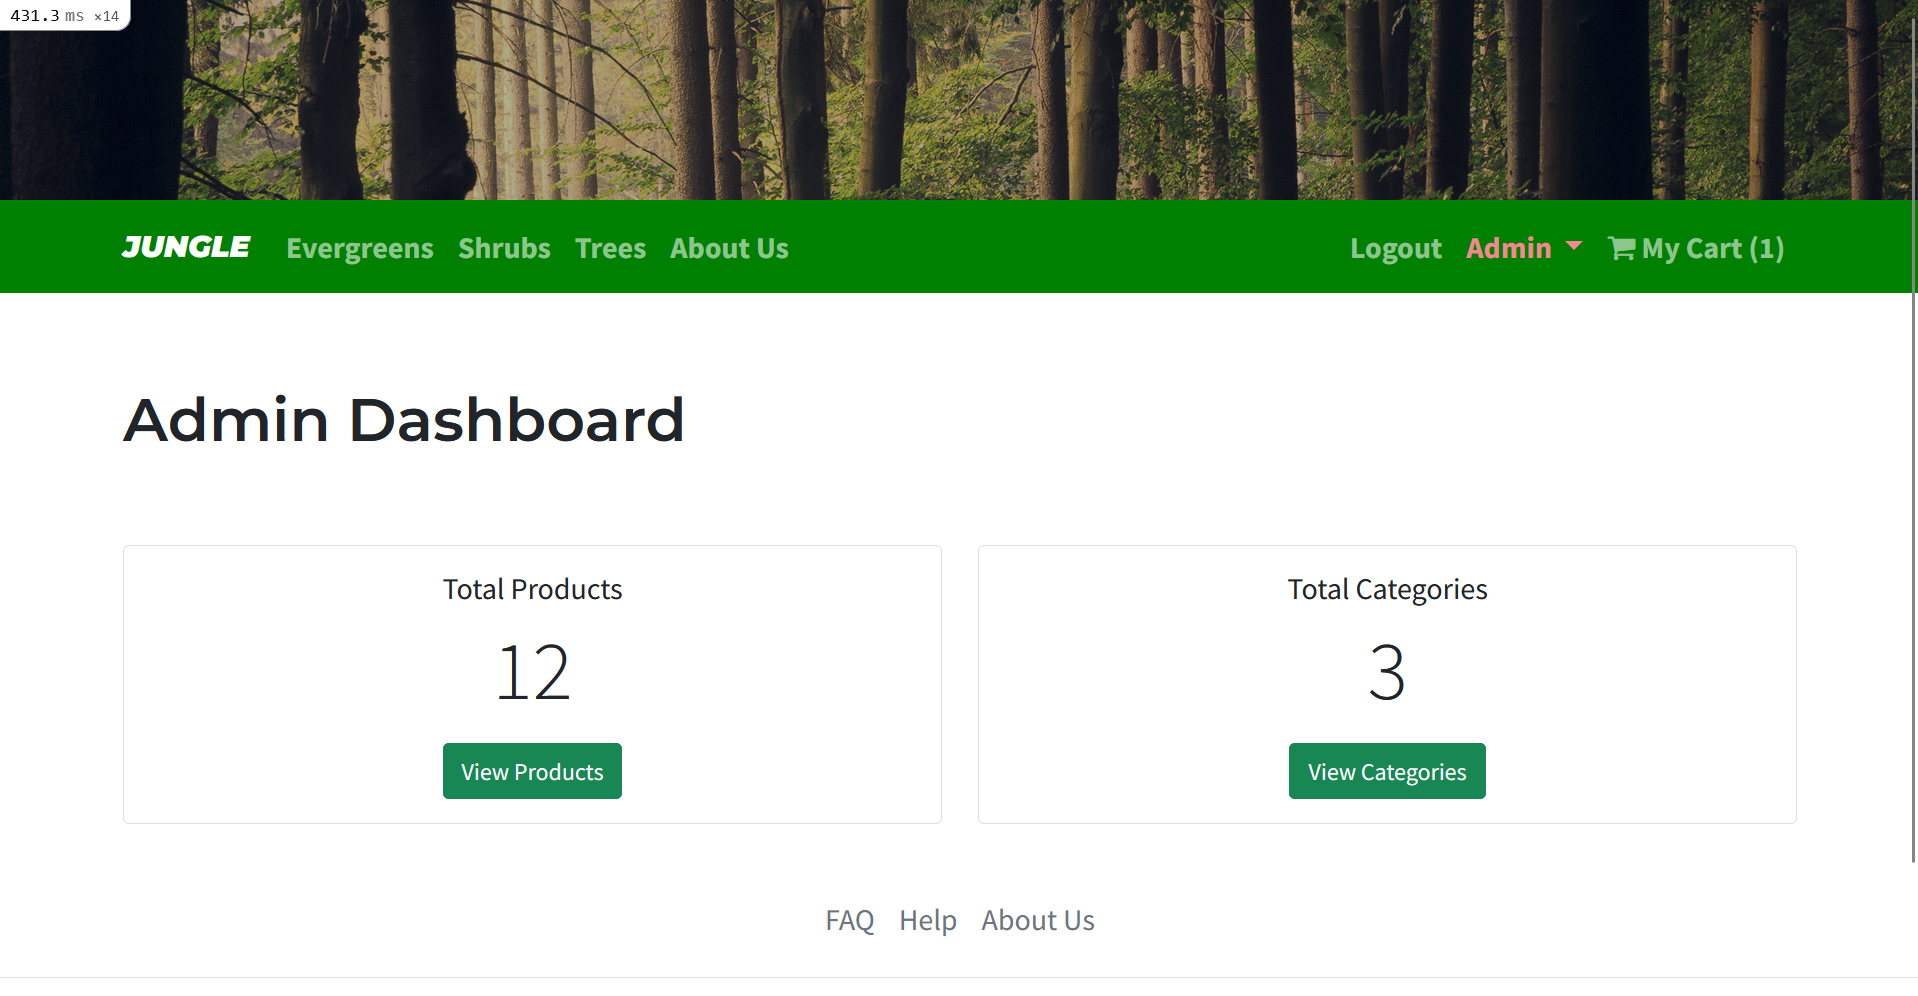 431.3 ms ×14
JUNGLE Evergreens Shrubs Trees About Us Logout Admin My Cart (1)
Admin Dashboard
Total Products
12
View Products
Total Categories
3
View Categories
FAQ Help About Us